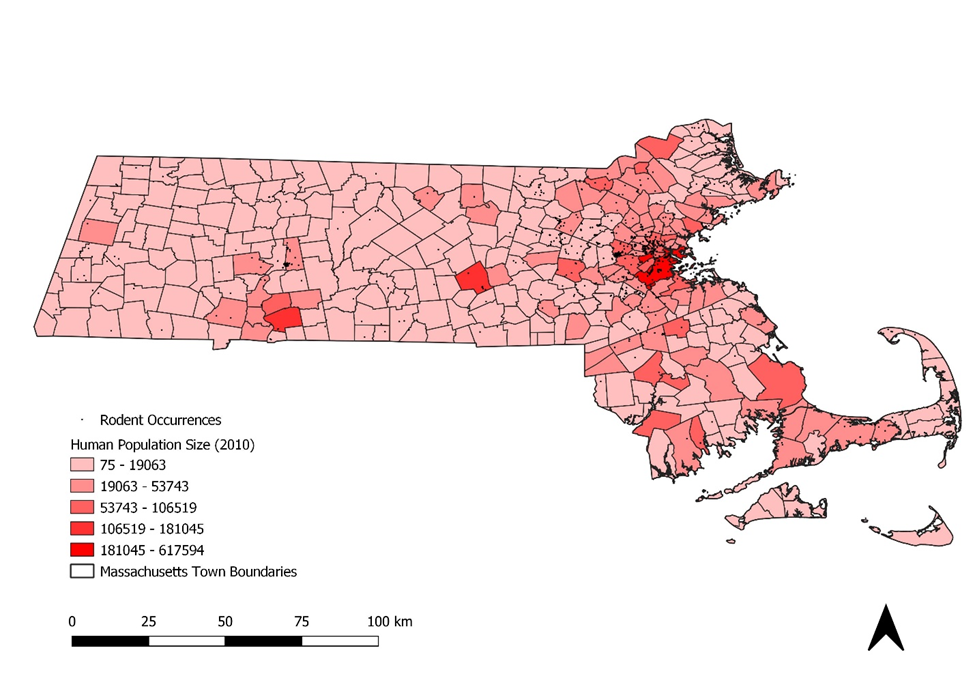 Rodent Occurrences
Human Population Size (2010)
75 - 19063
19063 - 53743
53743 - 106519
106519 - 181045
181045 - 617594
Massachusetts Town Boundaries
0 25 50 75 100 km